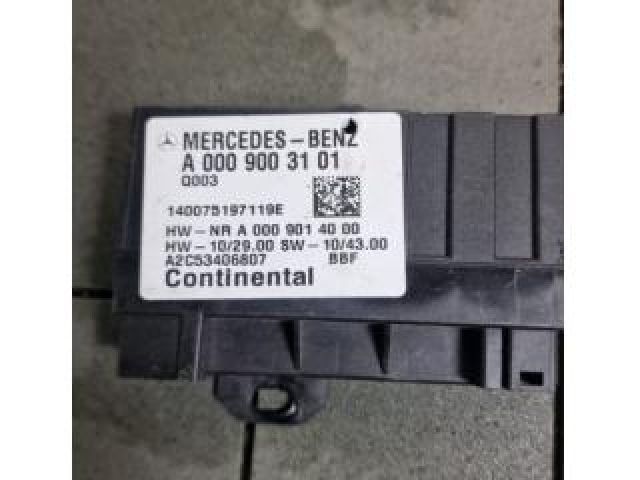 MERCEDES-BENZ
A 000 900 31 01
Q003
140075197119E
HW-NR A 000 901 40 00
HW-10/29.00 SW-10/43.00
A2C53406807 BBF
Continental